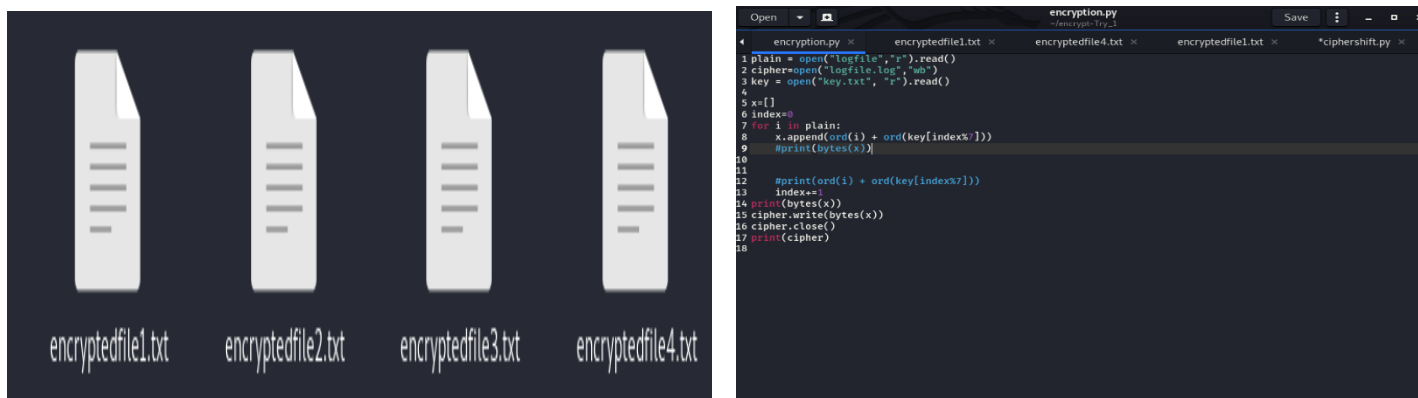 encryptedfile1.txt
encryptedfile2.txt
encryptedfile3.txt
encryptedfile4.txt
Open
encryption.py
~/encrypt-Try_1
Save
encryption.py ×
encryptedfile1.txt ×
encryptedfile4.txt ×
encryptedfile1.txt ×
*ciphershift.py ×
1 plain = open("logfile","r").read()
2 cipher=open("logfile.log","wb")
3 key = open("key.txt", "r").read()
4
5 x=[]
6 index=0
7 for i in plain:
8 x.append(ord(i) + ord(key[index%7]))
9 #print(bytes(x))
10
11
12 #print(ord(i) + ord(key[index%7]))
13 index+=1
14 print(bytes(x))
15 cipher.write(bytes(x))
16 cipher.close()
17 print(cipher)
18